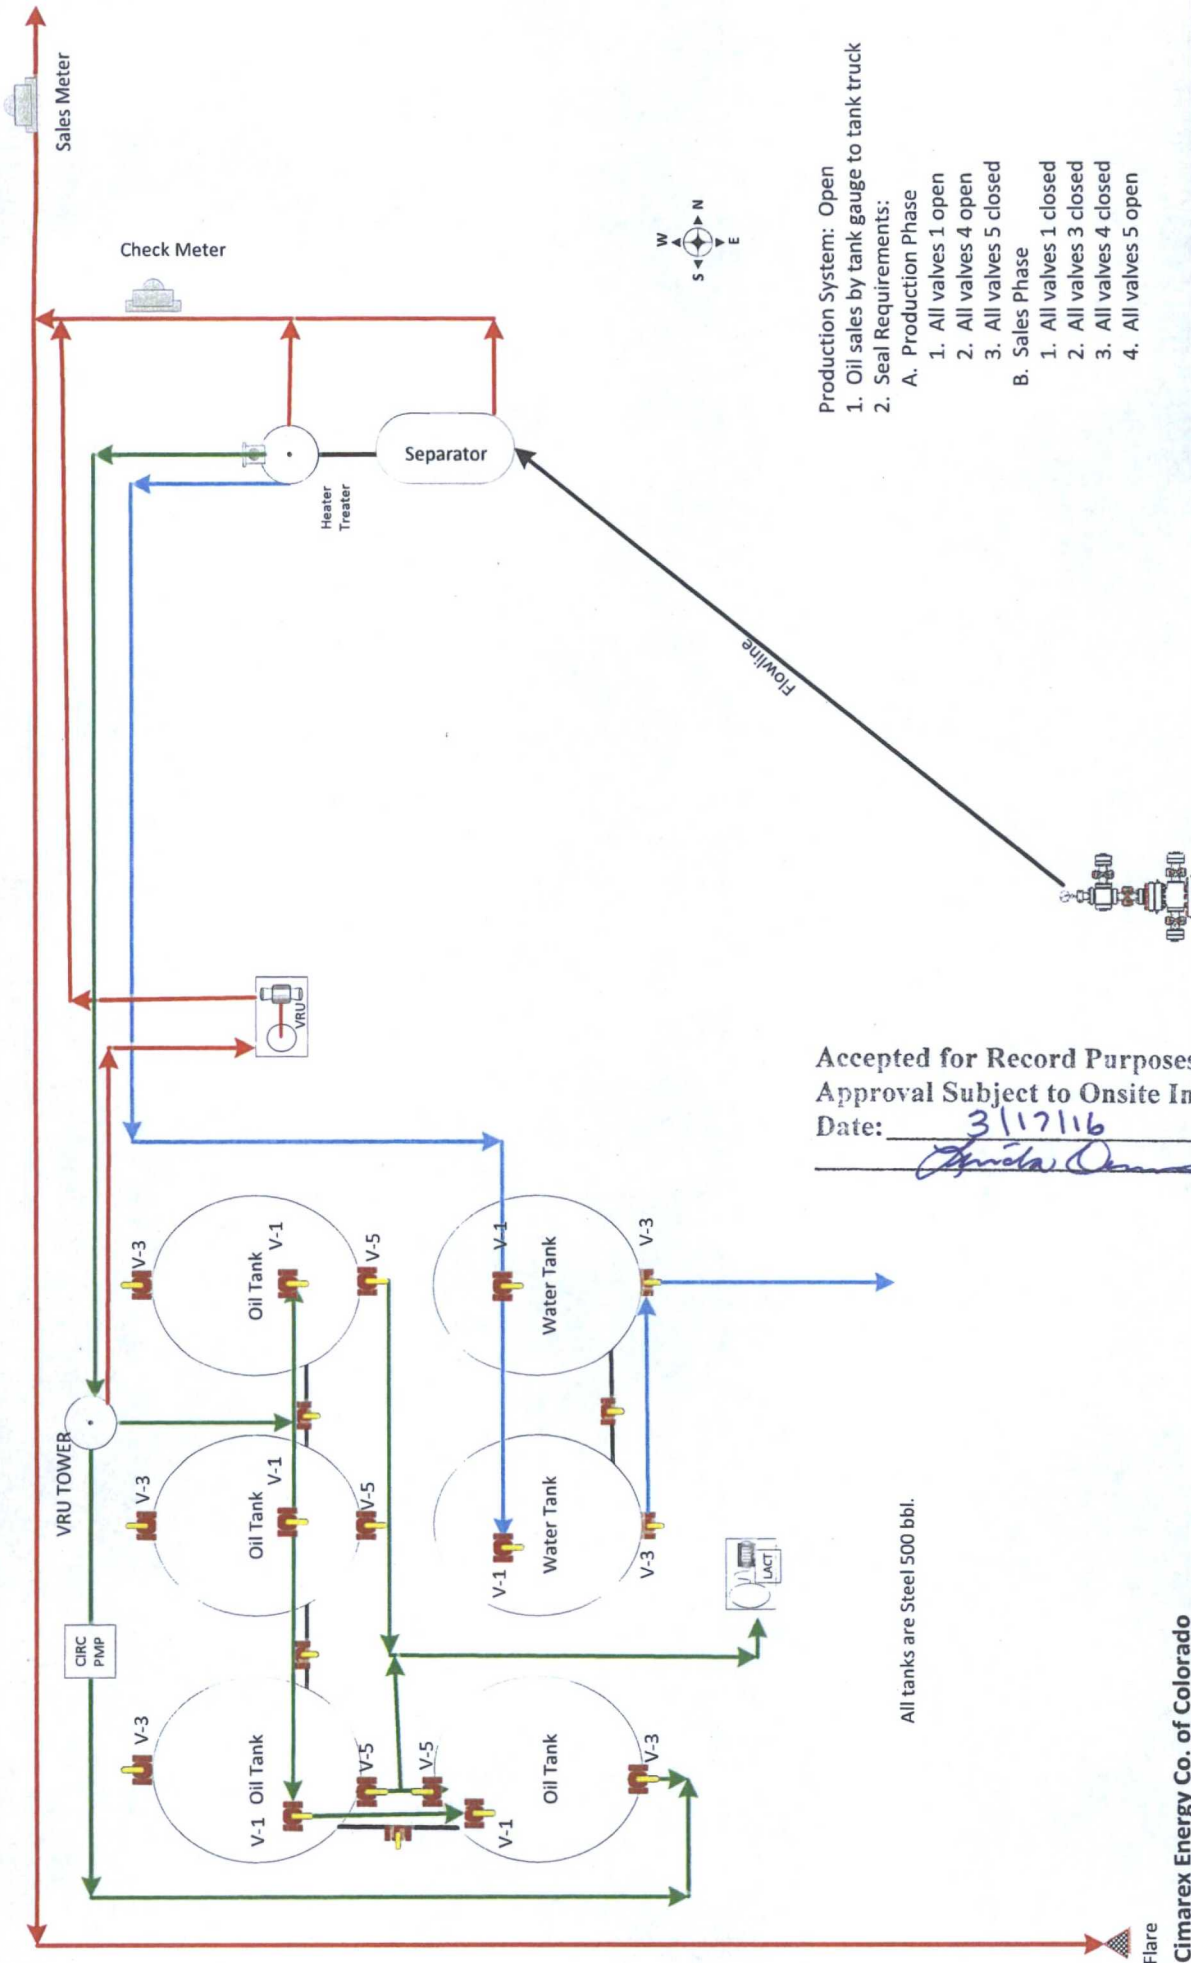 Sales Meter
Check Meter
W
S
N
E
Production System: Open
1. Oil sales by tank gauge to tank truck
2. Seal Requirements:
A. Production Phase
1. All valves 1 open
2. All valves 4 open
3. All valves 5 closed
B. Sales Phase
1. All valves 1 closed
2. All valves 3 closed
3. All valves 4 closed
4. All valves 5 open
Separator
Heater
Treater
Flowline
VRU
Accepted for Record Purposes
Approval Subject to Onsite In
Date: 3/17/16
V-3
Oil Tank
V-1
V-5
V-1
Water Tank
V-3
VRU TOWER
V-3
Oil Tank
V-1
V-5
V-1
Water Tank
V-3
CIRC
PMP
LACT
V-3
V-1
Oil Tank
V-5
V-5
V-1
Oil Tank
V-3
All tanks are Steel 500 bbl.
Flare
Cimarex Energy Co. of Colorado